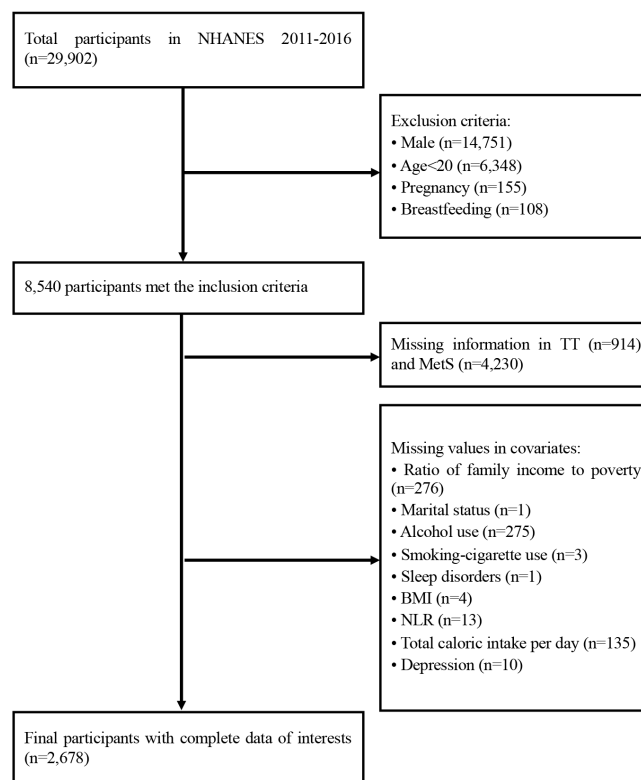 Total participants in NHANES 2011-2016
(n=29,902)
Exclusion criteria:
• Male (n=14,751)
• Age<20 (n=6,348)
• Pregnancy (n=155)
• Breastfeeding (n=108)
8,540 participants met the inclusion criteria
Missing information in TT (n=914)
and MetS (n=4,230)
Missing values in covariates:
• Ratio of family income to poverty
(n=276)
• Marital status (n=1)
• Alcohol use (n=275)
• Smoking-cigarette use (n=3)
• Sleep disorders (n=1)
• BMI (n=4)
• NLR (n=13)
• Total caloric intake per day (n=135)
• Depression (n=10)
Final participants with complete data of interests
(n=2,678)